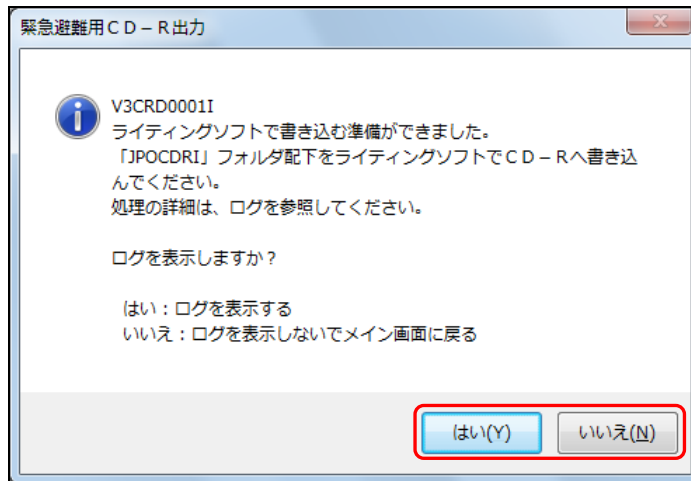 緊急避難用ＣＤ－Ｒ出力
V3CRD0001I
ライティングソフトで書き込む準備ができました。
「JPOCDRI」フォルダ配下をライティングソフトでＣＤ－Ｒへ書き込
んでください。
処理の詳細は、ログを参照してください。
ログを表示しますか？
はい：ログを表示する
いいえ：ログを表示しないでメイン画面に戻る
はい(Y) いいえ(N)